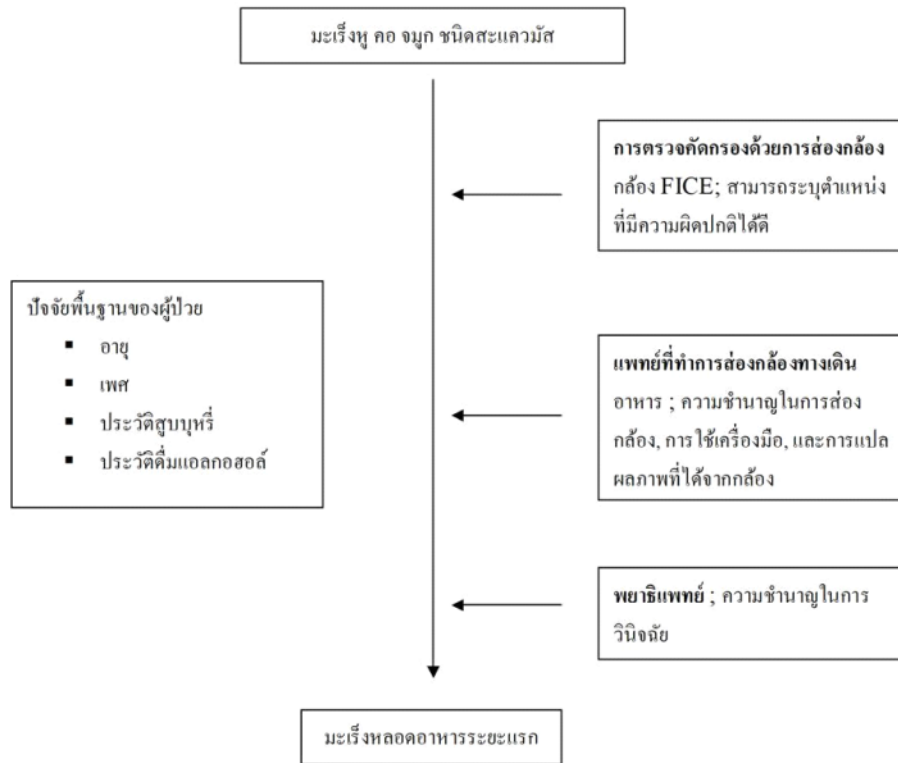 มะเร็งหู คอ จมูก ชนิดสะแควมัส
การตรวจคัดกรองด้วยการส่องกล้อง
กล้อง FICE; สามารถระบุตำแหน่ง
ที่มีความผิดปกติได้ดี
ปัจจัยพื้นฐานของผู้ป่วย
▪ อายุ
▪ เพศ
▪ ประวัติสูบบุหรี่
▪ ประวัติดื่มแอลกอฮอล์
แพทย์ที่ทำการส่องกล้องทางเดิน
อาหาร ; ความชำนาญในการส่อง
กล้อง, การใช้เครื่องมือ, และการแปล
ผลภาพที่ได้จากกล้อง
พยาธิแพทย์ ; ความชำนาญในการ
วินิจฉัย
มะเร็งหลอดอาหารระยะแรก